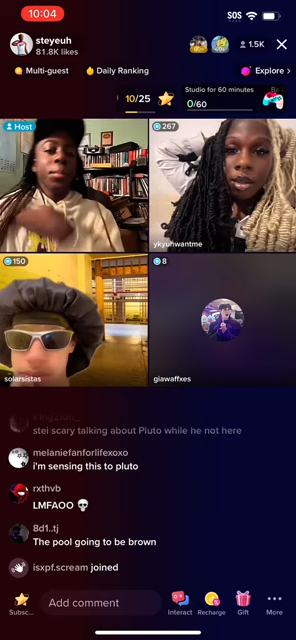 10:04
SOS
steyeuh
81.8K likes
1.5K
Multi-guest
Daily Ranking
Explore >
10/25
Studio for 60 minutes
0/60
Host
267
ykyuhwantme
150
solarsistas
8
giawaffxes
stei scary talking about Pluto while he not here
melaniefanforlifexoxo
i'm sensing this to pluto
rxthvb
LMFAOO 💀
8d1..tj
The pool going to be brown
isxpf.scream joined
Subsc...
Add comment
Interact
Recharge
Gift
More